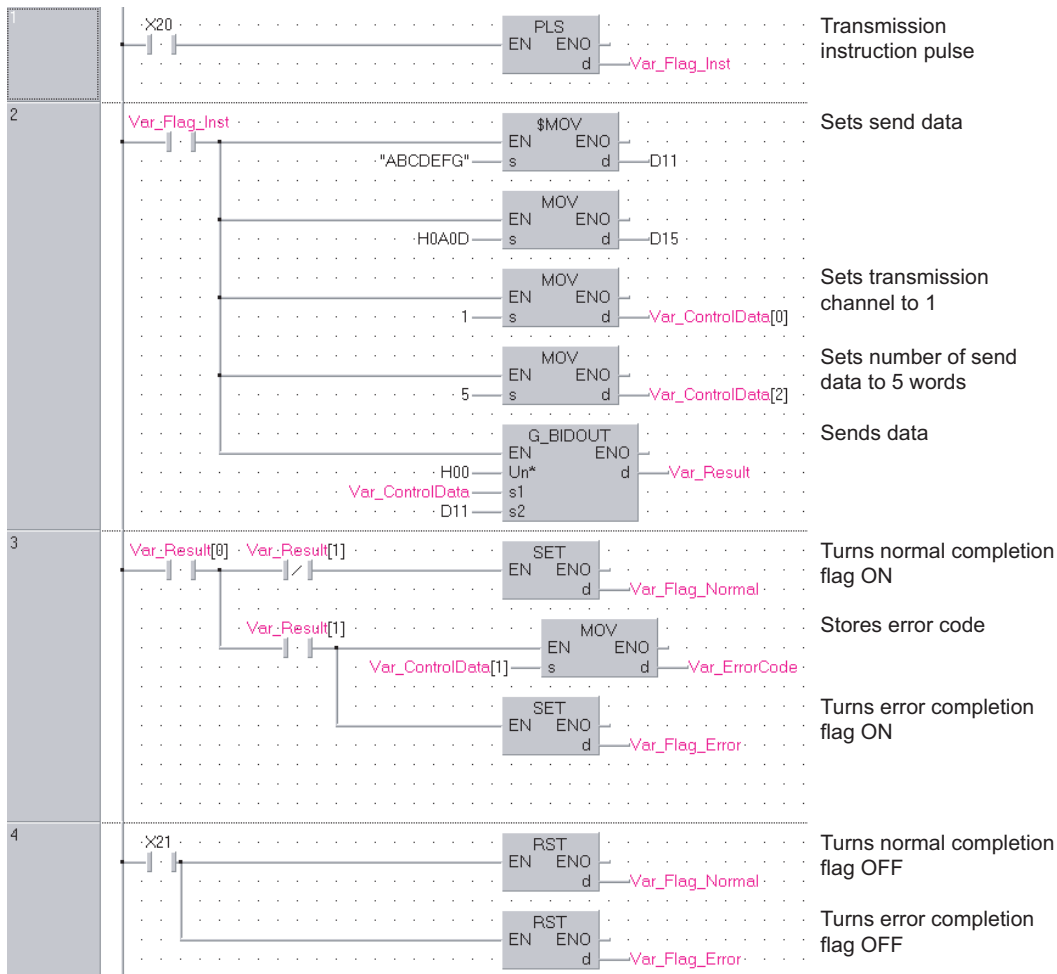 1
X20
PLS
EN ENO
d
Var_Flag_Inst
Transmission
instruction pulse
2
Var_Flag_Inst
$MOV
EN ENO
"ABCDEFG" s d D11
Sets send data
MOV
EN ENO
H0A0D s d D15
MOV
EN ENO
1 s d Var_ControlData[0]
Sets transmission
channel to 1
MOV
EN ENO
5 s d Var_ControlData[2]
Sets number of send
data to 5 words
G_BIDOUT
EN ENO
H00 Un* d Var_Result
Var_ControlData s1
D11 s2
Sends data
3
Var_Result[0] Var_Result[1]
SET
EN ENO
d
Var_Flag_Normal
Turns normal completion
flag ON
Var_Result[1]
MOV
EN ENO
Var_ControlData[1] s d Var_ErrorCode
Stores error code
SET
EN ENO
d
Var_Flag_Error
Turns error completion
flag ON
4
X21
RST
EN ENO
d
Var_Flag_Normal
Turns normal completion
flag OFF
RST
EN ENO
d
Var_Flag_Error
Turns error completion
flag OFF